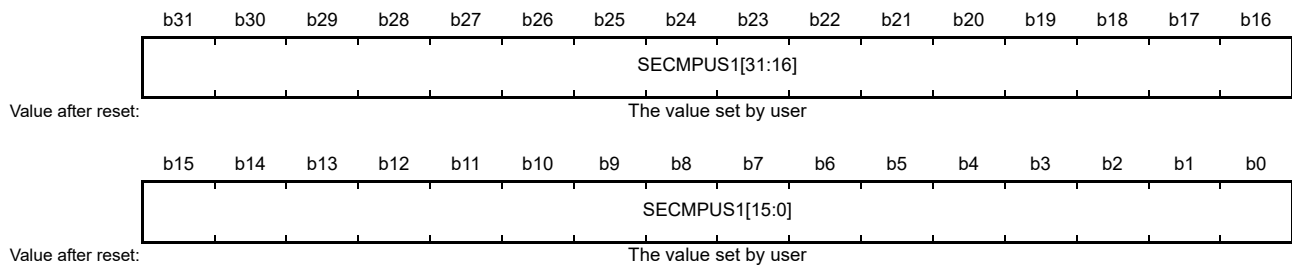 b31 b30 b29 b28 b27 b26 b25 b24 b23 b22 b21 b20 b19 b18 b17 b16
SECMPUS1[31:16]
Value after reset: The value set by user
b15 b14 b13 b12 b11 b10 b9 b8 b7 b6 b5 b4 b3 b2 b1 b0
SECMPUS1[15:0]
Value after reset: The value set by user